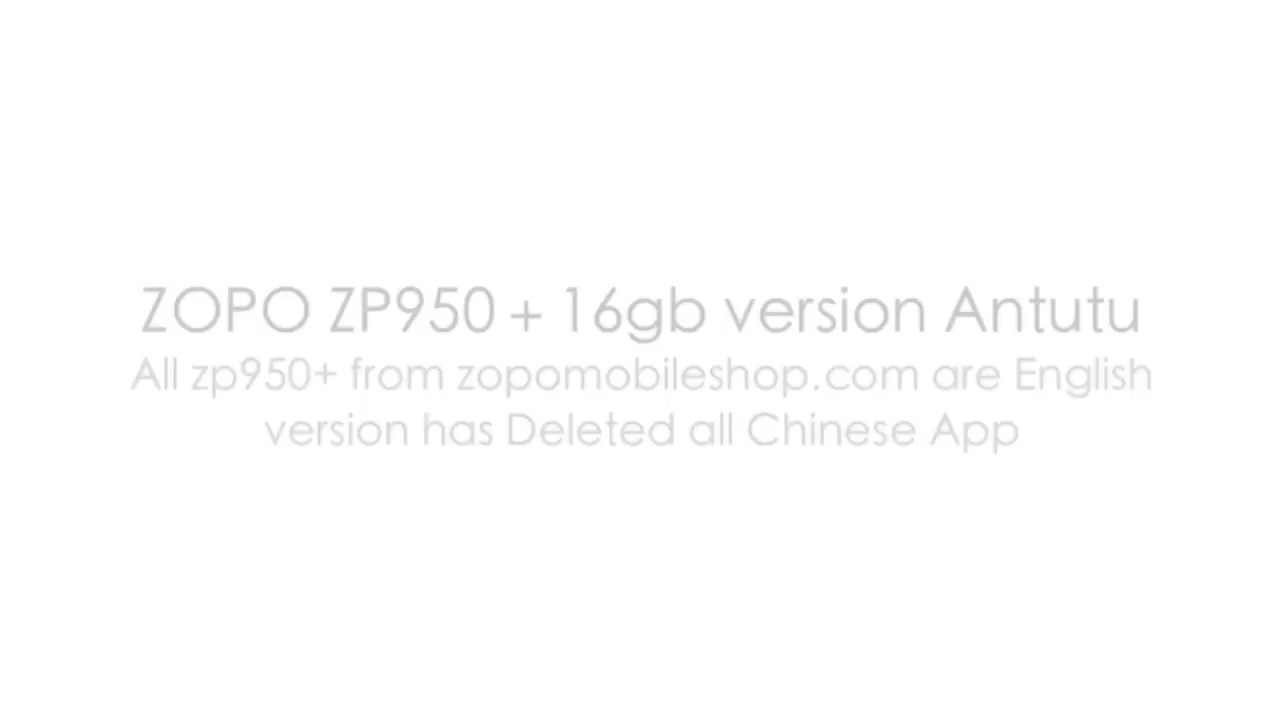 ZOPO ZP950 + 16gb version Antutu
All zp950+ from zopomobileshop.com are English
version has Deleted all Chinese App